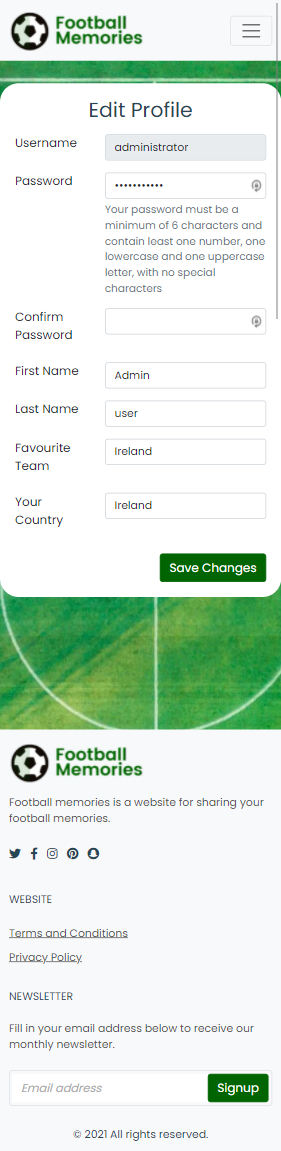 Football
Memories
Edit Profile
Username
administrator
Password
•••••••••••
Your password must be a
minimum of 6 characters and
contain least one number, one
lowercase and one uppercase
letter, with no special
characters
Confirm
Password
First Name
Admin
Last Name
user
Favourite
Team
Ireland
Your
Country
Ireland
Save Changes
Football
Memories
Football memories is a website for sharing your
football memories.
WEBSITE
Terms and Conditions
Privacy Policy
NEWSLETTER
Fill in your email address below to receive our
monthly newsletter.
Email address
Signup
© 2021 All rights reserved.